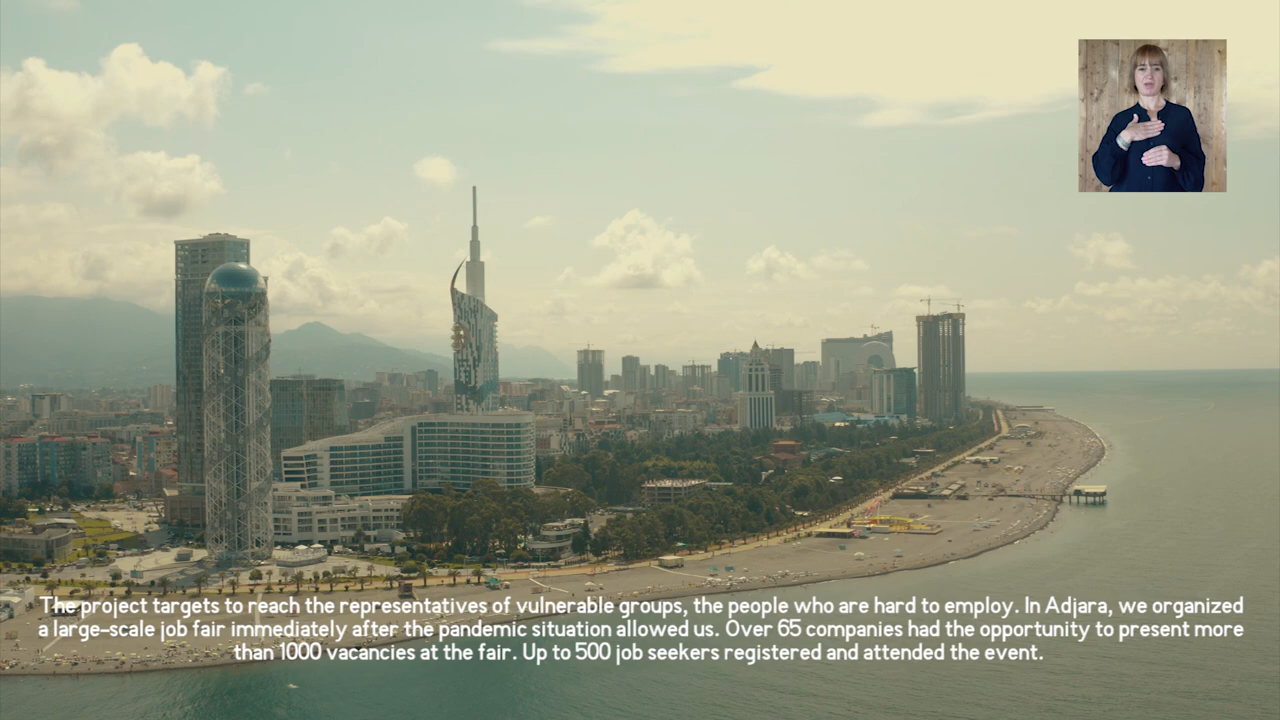 The project targets to reach the representatives of vulnerable groups, the people who are hard to employ. In Adjara, we organized
a large-scale job fair immediately after the pandemic situation allowed us. Over 65 companies had the opportunity to present more
than 1000 vacancies at the fair. Up to 500 job seekers registered and attended the event.